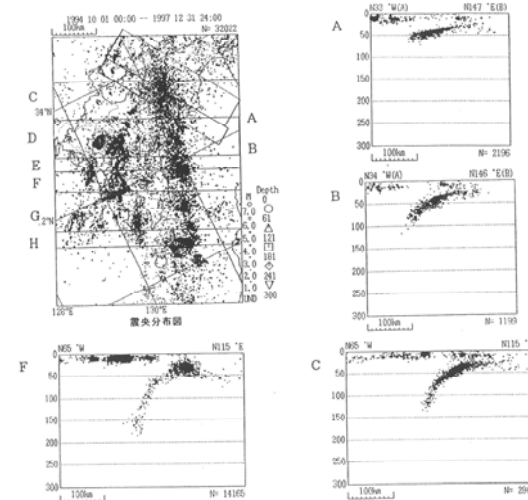 1994 10 01 00:00 -- 1997 12 31 24:00
100km N= 32022
C
34°N
D
E
F
G
H
A
B
M Depth
0
7.0 61
6.0 121
5.0 181
4.0 241
3.0 300
2.0
1.0
UND
128°E 130°E
震央分布図
A
N33 °W(A) N147 °E(B)
0
50
100
150
200
250
300
100km N= 2196
B
N34 °W(A) N146 °E(B)
0
50
100
150
200
250
300
100km N= 1199
F
N65 °W N115 °E
0
50
100
150
200
250
300
100km N= 14165
C
N65 °W N115 °
0
50
100
150
200
250
300
100km